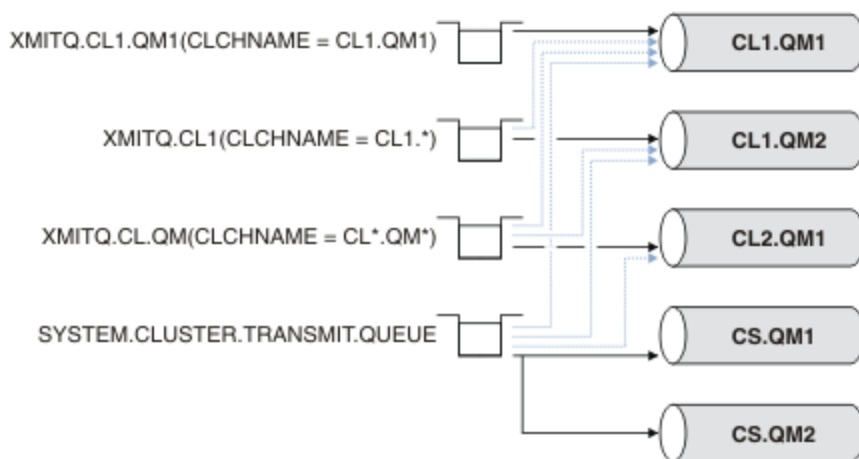 XMITQ.CL1.QM1(CLCHNAME = CL1.QM1)
CL1.QM1
XMITQ.CL1(CLCHNAME = CL1.*)
CL1.QM2
XMITQ.CL.QM(CLCHNAME = CL*.QM*)
CL2.QM1
SYSTEM.CLUSTER.TRANSMIT.QUEUE
CS.QM1
CS.QM2